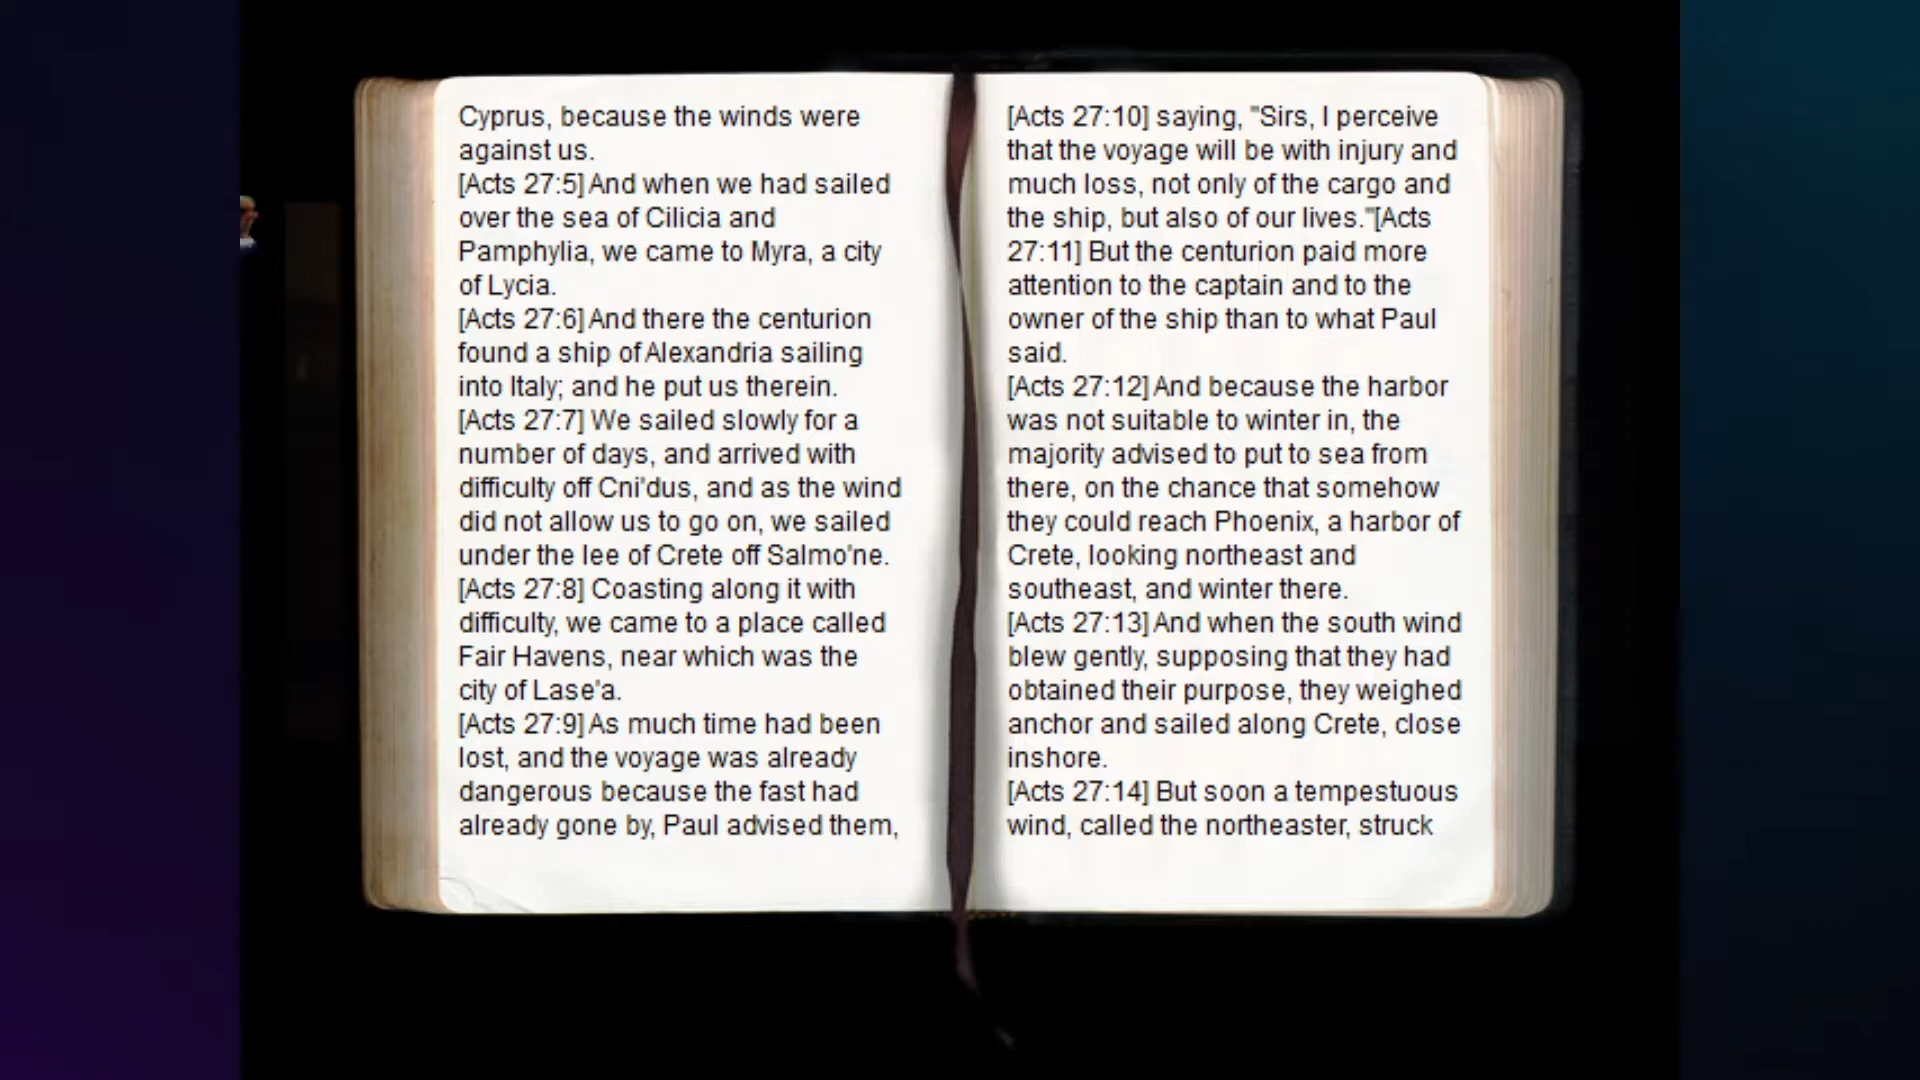 Cyprus, because the winds were
against us.
[Acts 27:5] And when we had sailed
over the sea of Cilicia and
Pamphylia, we came to Myra, a city
of Lycia.
[Acts 27:6] And there the centurion
found a ship of Alexandria sailing
into Italy; and he put us therein.
[Acts 27:7] We sailed slowly for a
number of days, and arrived with
difficulty off Cni'dus, and as the wind
did not allow us to go on, we sailed
under the lee of Crete off Salmo'ne.
[Acts 27:8] Coasting along it with
difficulty, we came to a place called
Fair Havens, near which was the
city of Lase'a.
[Acts 27:9] As much time had been
lost, and the voyage was already
dangerous because the fast had
already gone by, Paul advised them,
[Acts 27:10] saying, "Sirs, I perceive
that the voyage will be with injury and
much loss, not only of the cargo and
the ship, but also of our lives."[Acts
27:11] But the centurion paid more
attention to the captain and to the
owner of the ship than to what Paul
said.
[Acts 27:12] And because the harbor
was not suitable to winter in, the
majority advised to put to sea from
there, on the chance that somehow
they could reach Phoenix, a harbor of
Crete, looking northeast and
southeast, and winter there.
[Acts 27:13] And when the south wind
blew gently, supposing that they had
obtained their purpose, they weighed
anchor and sailed along Crete, close
inshore.
[Acts 27:14] But soon a tempestuous
wind, called the northeaster, struck